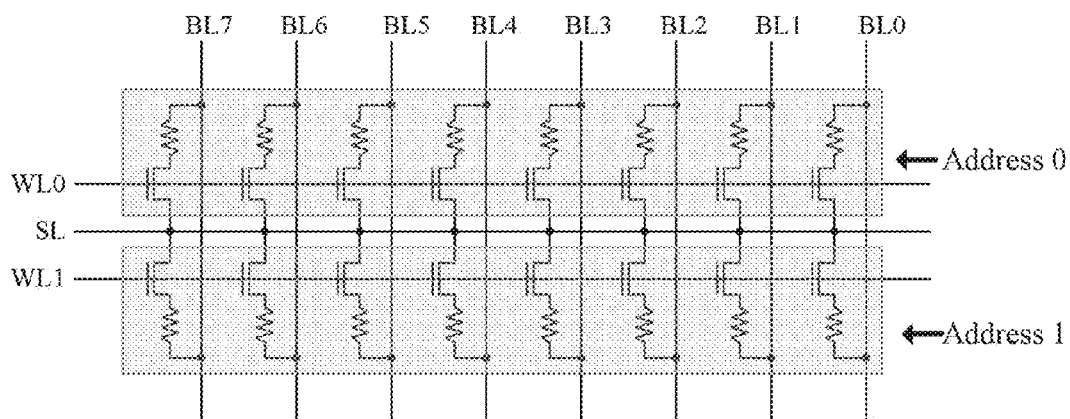 BL7 BL6 BL5 BL4 BL3 BL2 BL1 BL0
Address 0
WL0
SL
WL1
Address 1